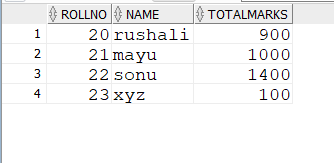 ROLLNO NAME TOTALMARKS
1 20 rushali 900
2 21 mayu 1000
3 22 sonu 1400
4 23 xyz 100